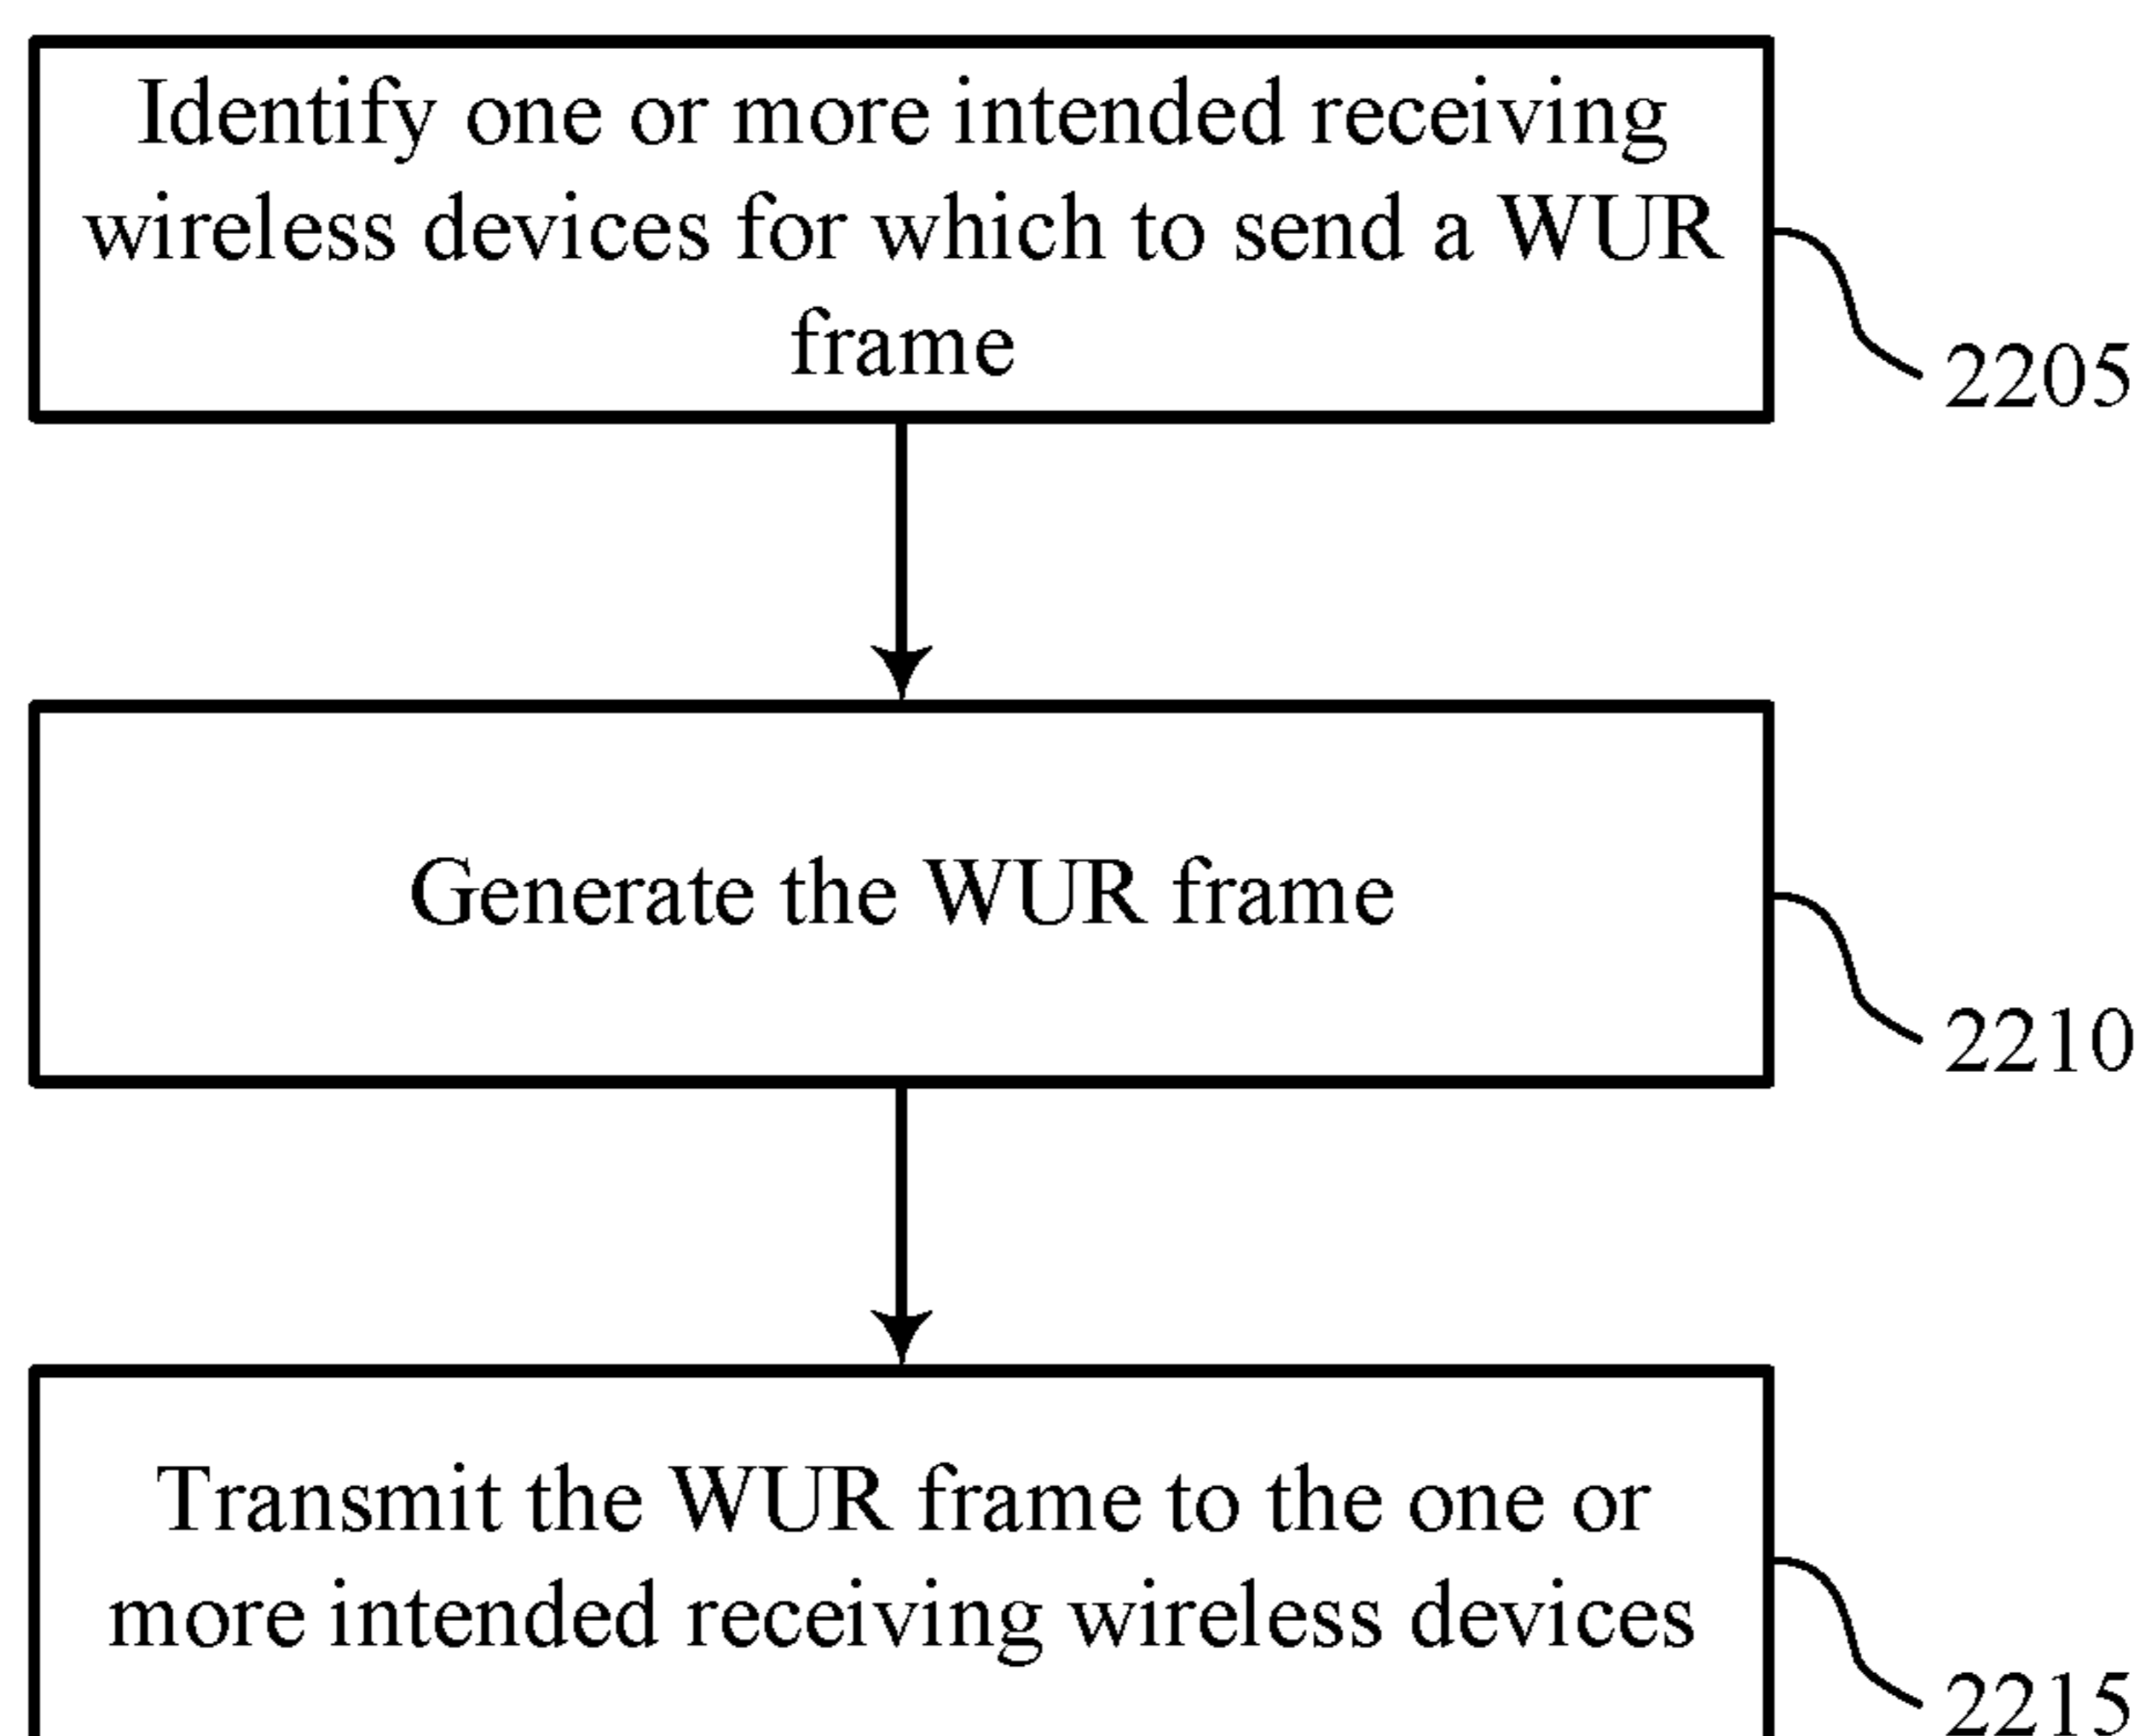 Identify one or more intended receiving
wireless devices for which to send a WUR
frame
2205
Generate the WUR frame
2210
Transmit the WUR frame to the one or
more intended receiving wireless devices
2215